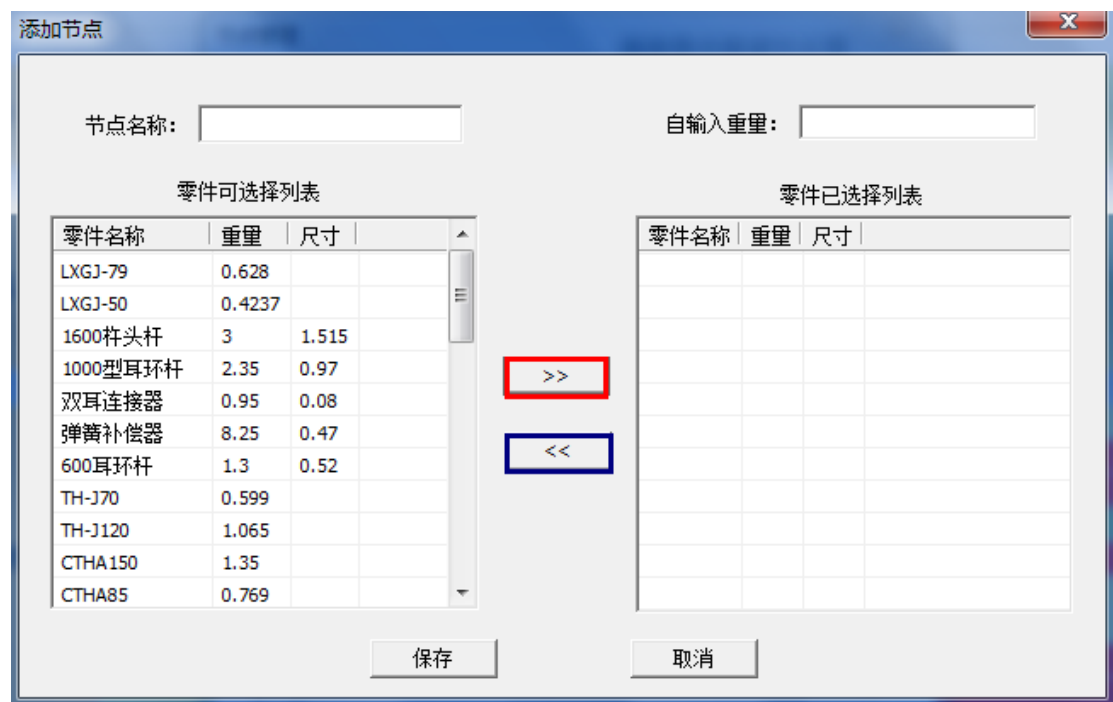 添加节点
节点名称：
自输入重量：
零件可选择列表
零件已选择列表
零件名称 重量 尺寸
LXGJ-79 0.628
LXGJ-50 0.4237
1600杵头杆 3 1.515
1000型耳环杆 2.35 0.97
双耳连接器 0.95 0.08
弹簧补偿器 8.25 0.47
600耳环杆 1.3 0.52
TH-J70 0.599
TH-J120 1.065
CTHA150 1.35
CTHA85 0.769
>>
<<
零件名称 重量 尺寸
保存
取消